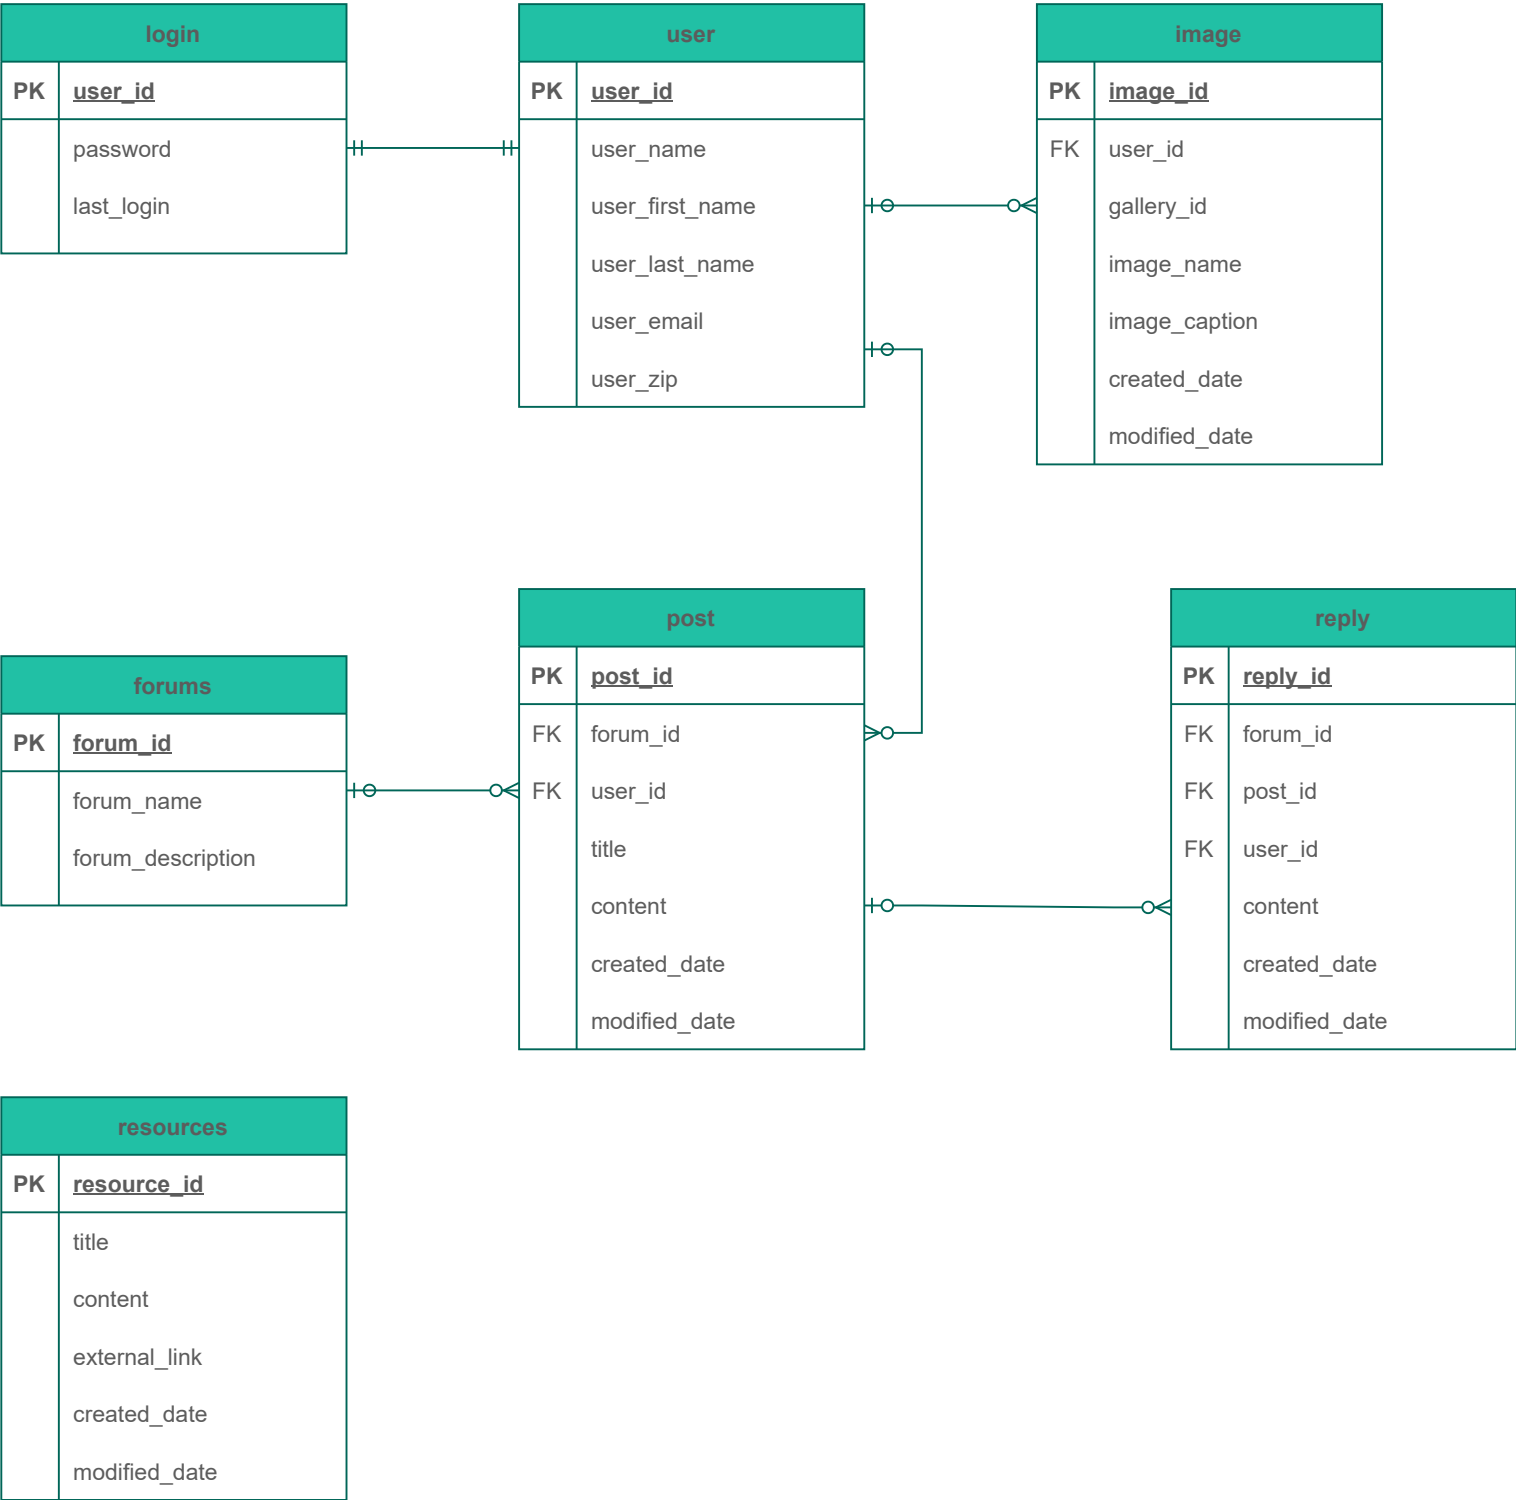 login
PK user_id
password
last_login
user
PK user_id
user_name
user_first_name
user_last_name
user_email
user_zip
image
PK image_id
FK user_id
gallery_id
image_name
image_caption
created_date
modified_date
forums
PK forum_id
forum_name
forum_description
post
PK post_id
FK forum_id
FK user_id
title
content
created_date
modified_date
reply
PK reply_id
FK forum_id
FK post_id
FK user_id
content
created_date
modified_date
resources
PK resource_id
title
content
external_link
created_date
modified_date